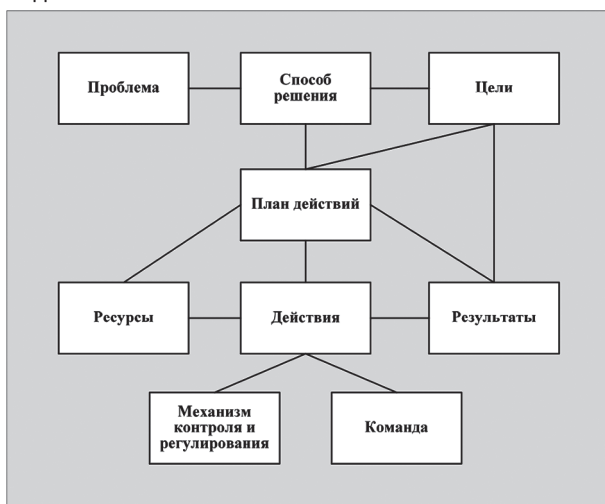 Проблема
Способ
решения
Цели
План действий
Ресурсы
Действия
Результаты
Механизм
контроля и
регулирования
Команда